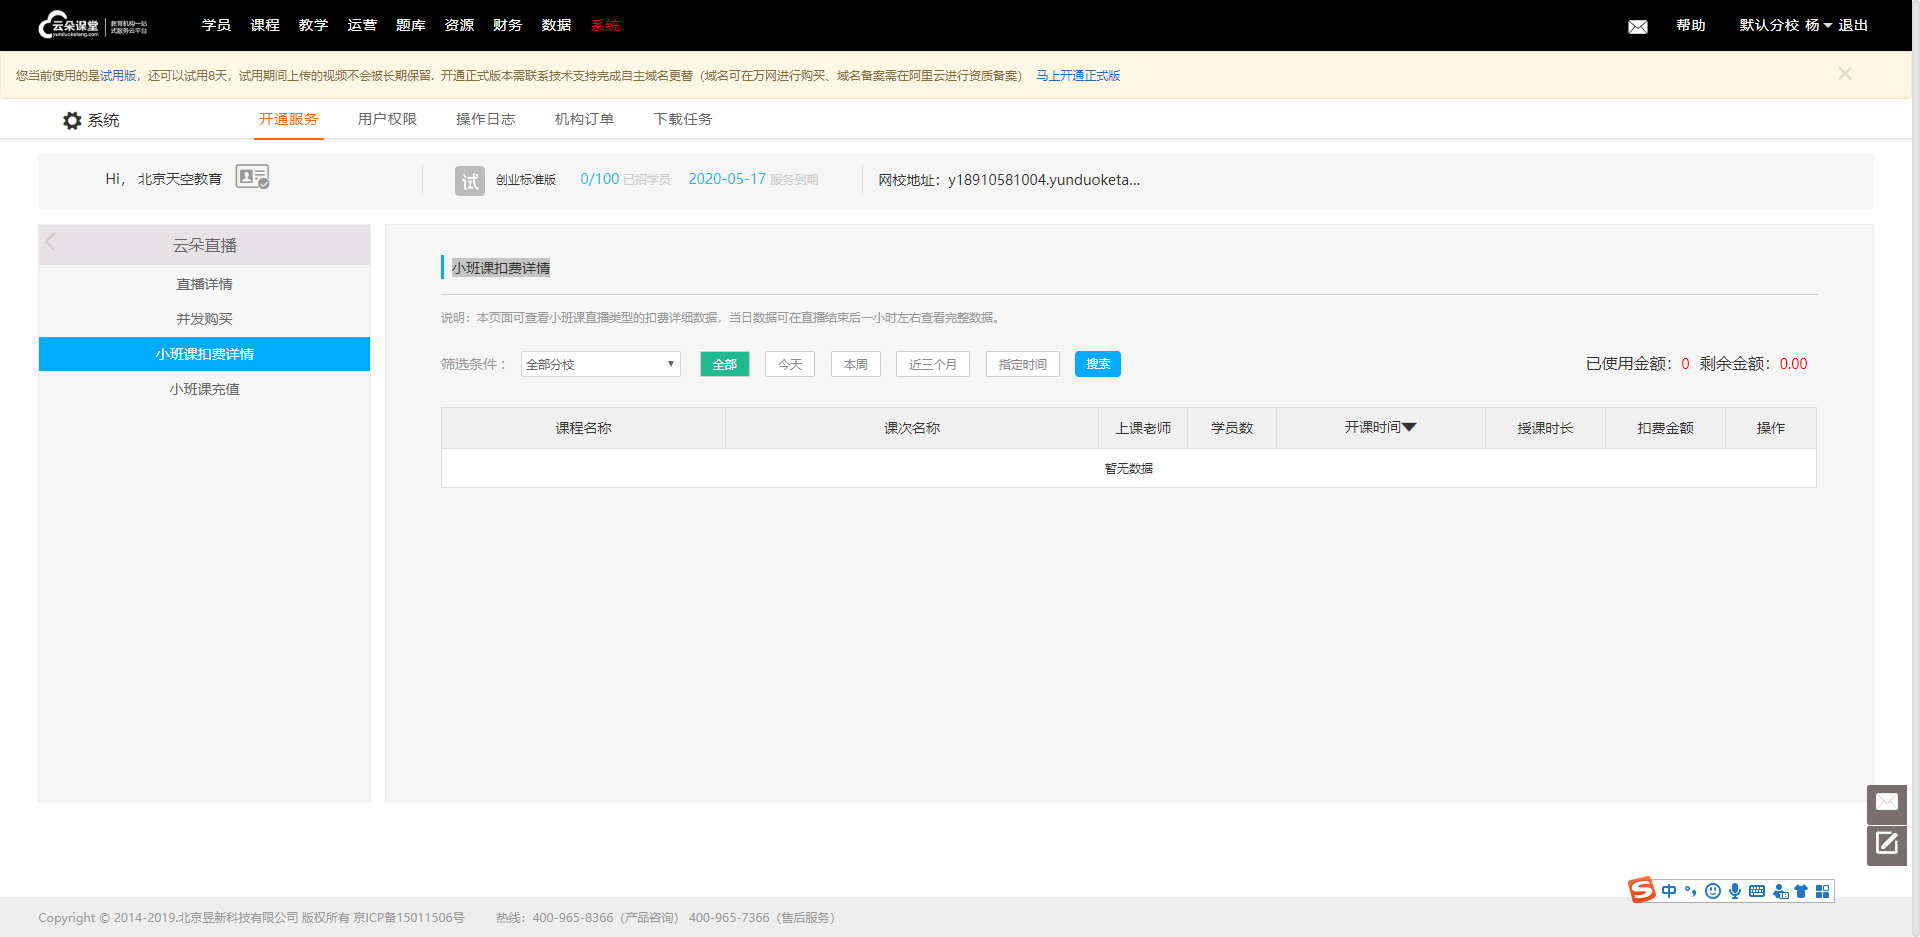 云朵课堂 yunduoketang.com 教育机构一站式服务云平台
学员 课程 教学 运营 题库 资源 财务 数据 系统 帮助 默认分校 杨 退出
您当前使用的是试用版，还可以试用8天，试用期间上传的视频不会被长期保留. 开通正式版本需联系技术支持完成自主域名更替（域名可在万网进行购买、域名备案需在阿里云进行资质备案） 马上开通正式版
系统 开通服务 用户权限 操作日志 机构订单 下载任务
Hi， 北京天空教育 试 创业标准版 0/100 已招学员 2020-05-17 服务到期 网校地址：y18910581004.yunduoketa...
云朵直播
直播详情
并发购买
小班课扣费详情
小班课充值
小班课扣费详情
说明：本页面可查看小班课直播类型的扣费详细数据，当日数据可在直播结束后一小时左右查看完整数据。
筛选条件： 全部分校 全部 今天 本周 近三个月 指定时间 搜索 已使用金额：0 剩余金额：0.00
课程名称 课次名称 上课老师 学员数 开课时间 授课时长 扣费金额 操作
暂无数据
中
Copyright © 2014-2019.北京昱新科技有限公司 版权所有 京ICP备15011506号 热线：400-965-8366（产品咨询） 400-965-7366（售后服务）